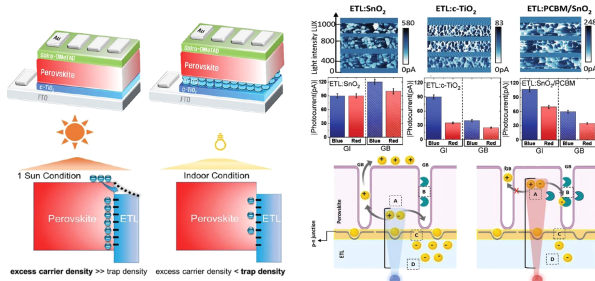 Au
Spiro-OMeTAD
Perovskite
c-TiO₂
FTO
Au
Spiro-OMeTAD
Perovskite
c-TiO₂
FTO
1 Sun Condition
Indoor Condition
Perovskite
ETL
Perovskite
ETL
excess carrier density >> trap density
excess carrier density < trap density
ETL:SnO₂
ETL:c-TiO₂
ETL:PCBM/SnO₂
light intensity LUX
1000
800
600
400
200
580
0pA
83
0pA
248
0pA
|Photocurrent(pA)|
ETL:SnO₂
120
90
60
30
0
Blue
Red
Blue
Red
GI
GB
|Photocurrent(pA)|
ETL:c-TiO₂
Blue
Red
Blue
Red
GI
GB
|Photocurrent(pA)|
ETL:SnO₂/PCBM
Blue
Red
Blue
Red
GI
GB
Perovskite
p-n junction
ETL
GB
GB
A
B
C
D
GB
A
B
C
D